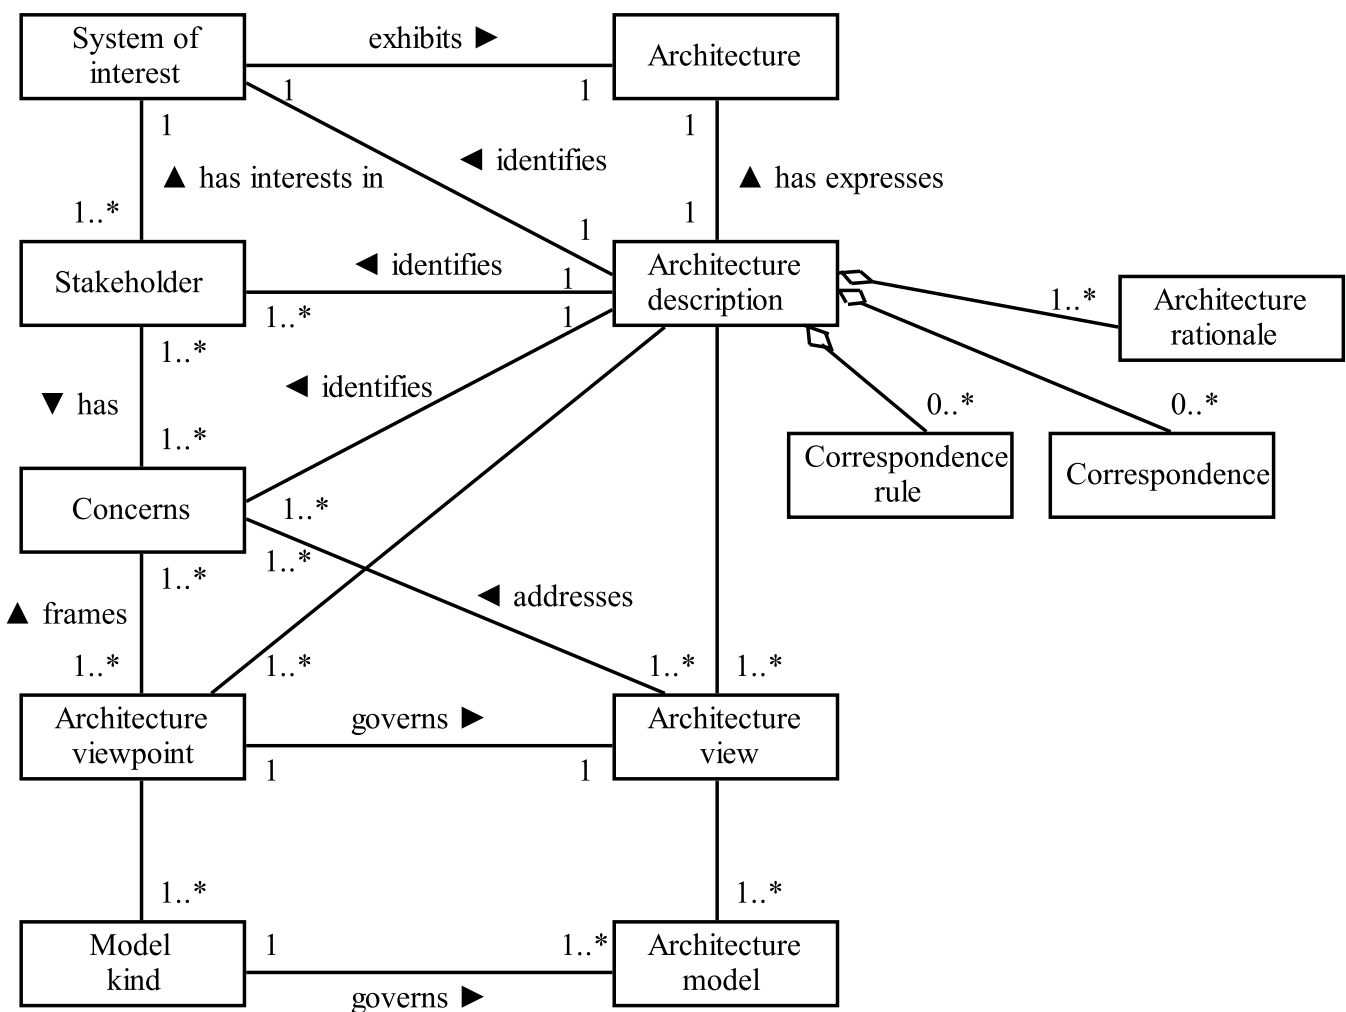 System of
interest
exhibits ►
Architecture
1
1
1
1
▲ has interests in
◄ identifies
▲ has expresses
1..*
1
1
Stakeholder
◄ identifies
1
1..*
1
Architecture
description
1..*
Architecture
rationale
1..*
▼ has
◄ identifies
0..*
0..*
1..*
Correspondence
rule
Correspondence
Concerns
1..*
1..*
1..*
▲ frames
◄ addresses
1..*
1..*
1..*
1..*
Architecture
viewpoint
governs ►
Architecture
view
1
1
1..*
1..*
Model
kind
1
1..*
governs ►
Architecture
model